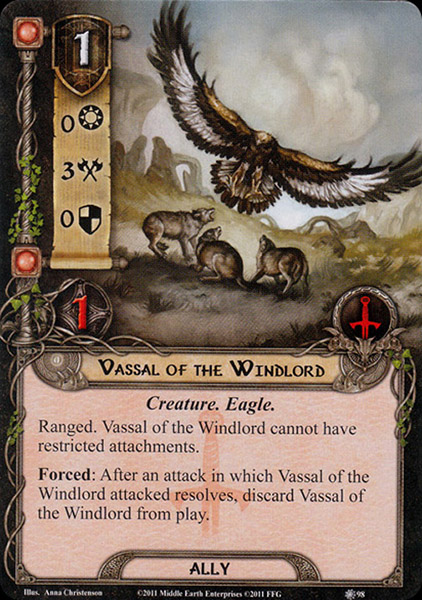 1
0
3
0
1
Vassal of the Windlord
Creature. Eagle.
Ranged. Vassal of the Windlord cannot have
restricted attachments.
Forced: After an attack in which Vassal of the
Windlord attacked resolves, discard Vassal of
the Windlord from play.
ALLY
Illus. Anna Christenson ©2011 Middle Earth Enterprises ©2011 FFG 98